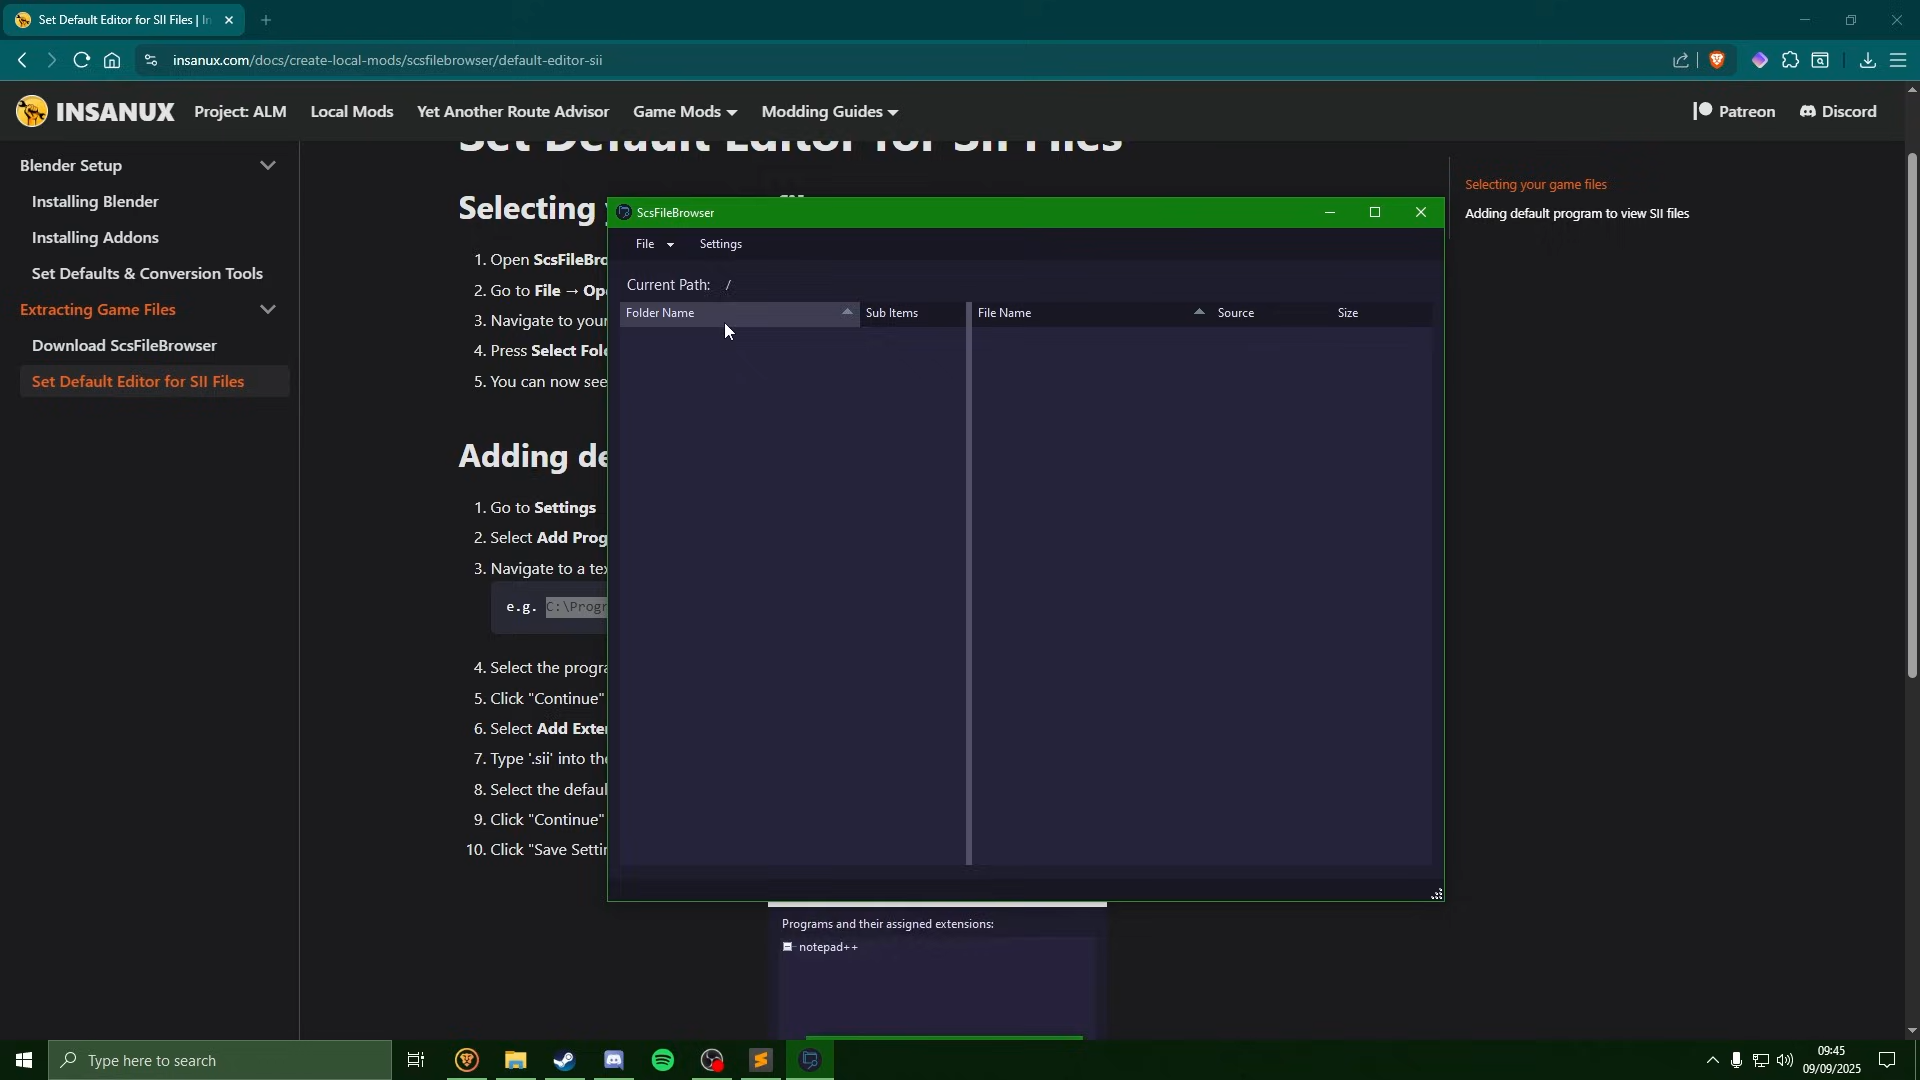 Set Default Editor for SII Files | In
insanux.com/docs/create-local-mods/scsfilebrowser/default-editor-sii
INSANUX
Project: ALM
Local Mods
Yet Another Route Advisor
Game Mods
Modding Guides
Patreon
Discord
Blender Setup
Installing Blender
Installing Addons
Set Defaults & Conversion Tools
Extracting Game Files
Download ScsFileBrowser
Set Default Editor for SII Files
Set Default Editor for SII Files
Selecting
1. Open ScsFileBro
2. Go to File → Op
3. Navigate to your
4. Press Select Fol
5. You can now see
Adding de
1. Go to Settings
2. Select Add Prog
3. Navigate to a te
e.g. C:\Progr
4. Select the progra
5. Click "Continue"
6. Select Add Exter
7. Type '.sii' into the
8. Select the defaul
9. Click "Continue"
10. Click "Save Settin
ScsFileBrowser
File
Settings
Current Path: /
Folder Name
Sub Items
File Name
Source
Size
Programs and their assigned extensions:
notepad++
Selecting your game files
Adding default program to view SII files
Type here to search
09:45
09/09/2025